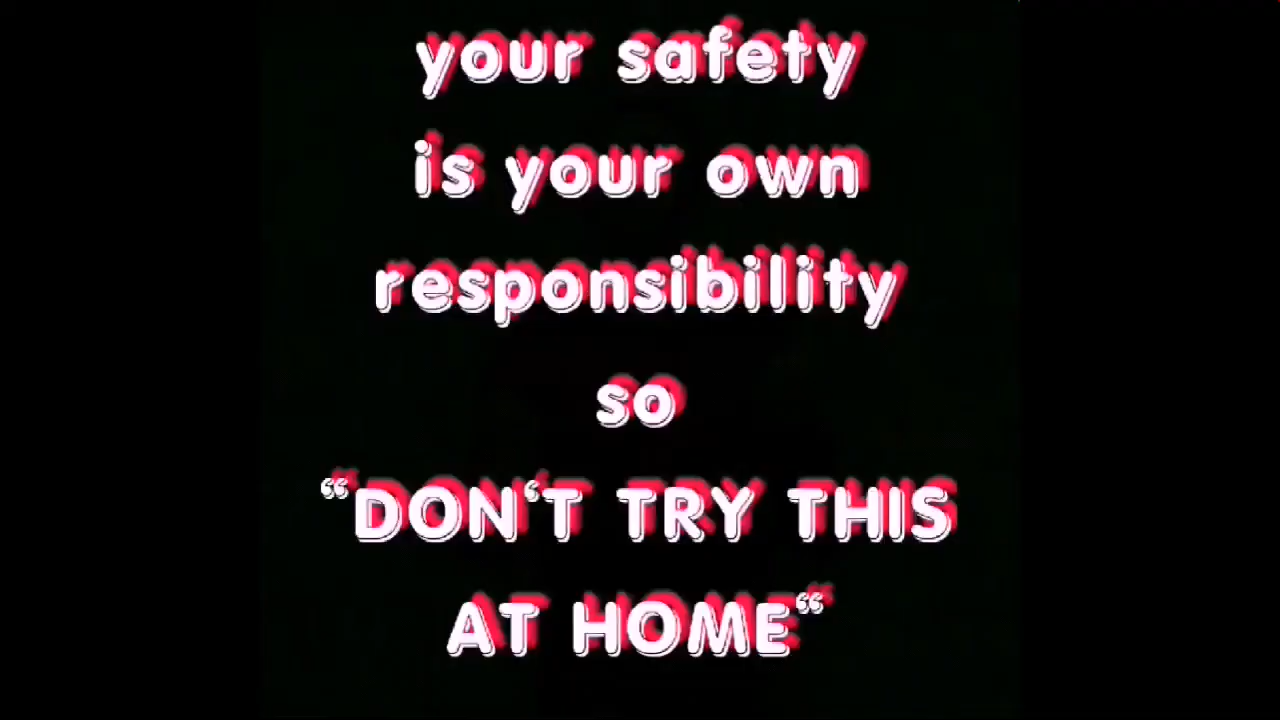 your safety
is your own
responsibility
so
“DON‘T TRY THIS
AT HOME“